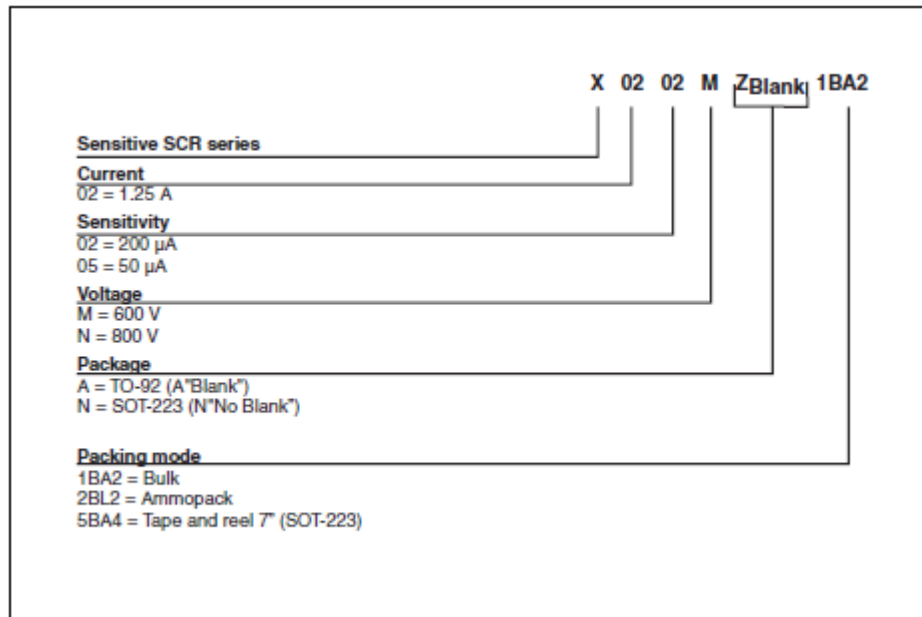 X 02 02 M ZBlank 1BA2
Sensitive SCR series
Current
02 = 1.25 A
Sensitivity
02 = 200 µA
05 = 50 µA
Voltage
M = 600 V
N = 800 V
Package
A = TO-92 (A"Blank")
N = SOT-223 (N"No Blank")
Packing mode
1BA2 = Bulk
2BL2 = Ammopack
5BA4 = Tape and reel 7" (SOT-223)